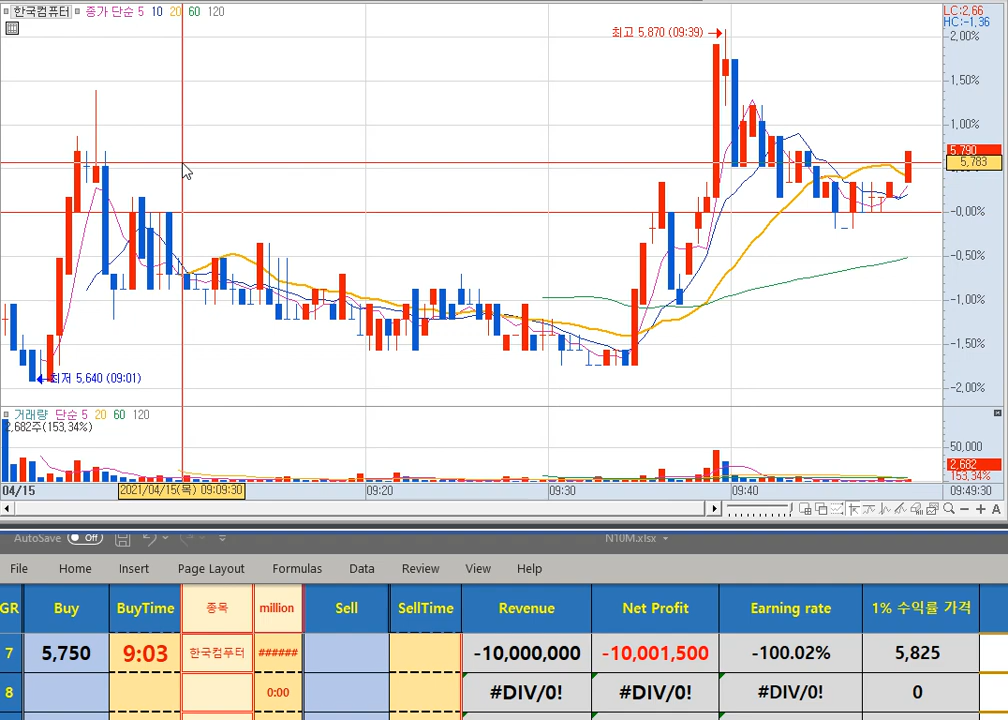 한국컴퓨터 종가 단순 5 10 20 60 120
LC:2,66
HC:-1,36
최고 5,870 (09:39)
2,00%
1,50%
1,00%
5,790
5,783
-0,00%
-0,50%
-1,00%
-1,50%
-2,00%
최저 5,640 (09:01)
거래량 단순 5 20 60 120
2,682주(153,34%)
50,000
2,682
153,34%
04/15 2021/04/15(목) 09:09:30 09:20 09:30 09:40 09:49:30
A
AutoSave Off N10M.xlsx
File Home Insert Page Layout Formulas Data Review View Help
GR Buy BuyTime 종목 million Sell SellTime Revenue Net Profit Earning rate 1% 수익률 가격
7 5,750 9:03 한국컴퓨터 ###### -10,000,000 -10,001,500 -100.02% 5,825
8 0:00 #DIV/0! #DIV/0! #DIV/0! 0